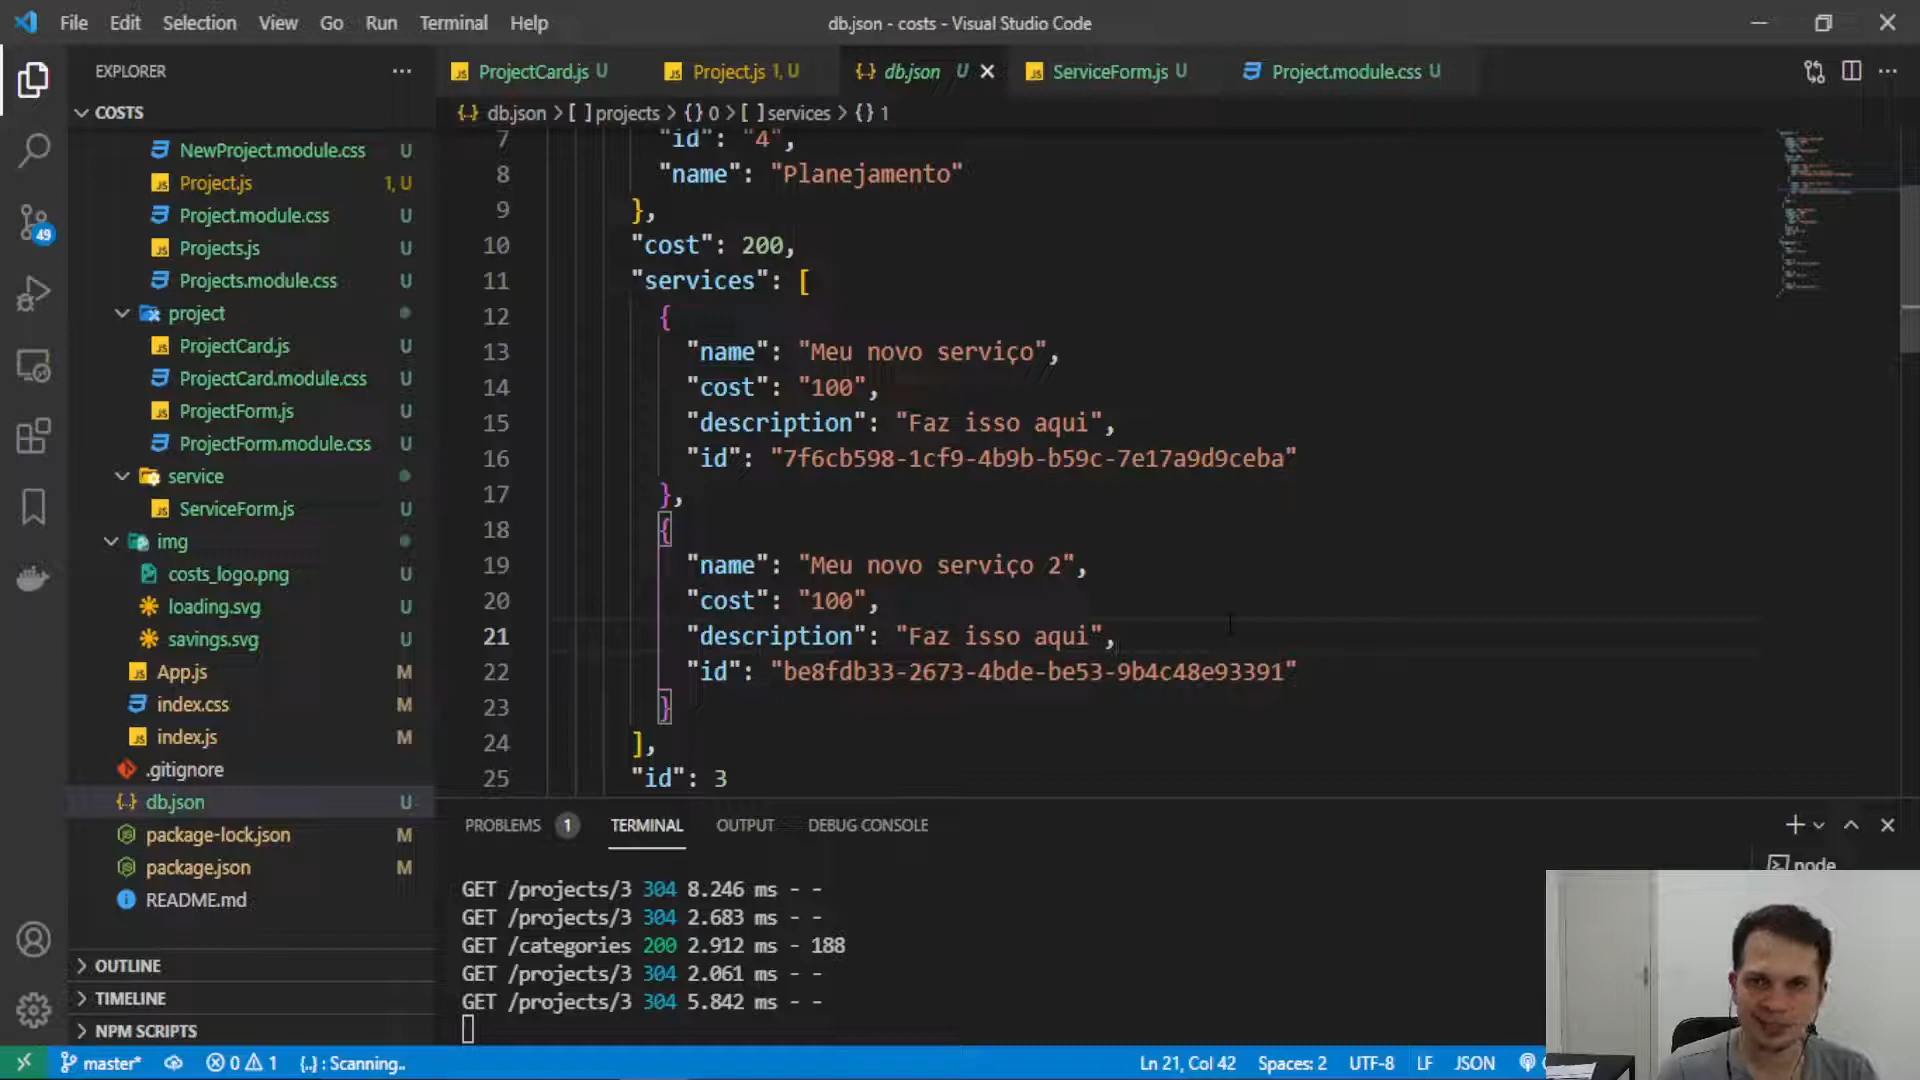 File Edit Selection View Go Run Terminal Help
db.json - costs - Visual Studio Code
EXPLORER
COSTS
NewProject.module.css U
Project.js 1, U
Project.module.css U
Projects.js U
Projects.module.css U
project
ProjectCard.js U
ProjectCard.module.css U
ProjectForm.js U
ProjectForm.module.css U
service
ServiceForm.js U
img
costs_logo.png U
loading.svg U
savings.svg U
App.js M
index.css M
index.js M
.gitignore
db.json U
package-lock.json M
package.json M
README.md
OUTLINE
TIMELINE
NPM SCRIPTS
49
ProjectCard.js U Project.js 1, U db.json U ServiceForm.js U Project.module.css U
db.json > [ ] projects > {} 0 > [ ] services > {} 1
7 "id": "4",
8 "name": "Planejamento"
9 },
10 "cost": 200,
11 "services": [
12 {
13 "name": "Meu novo serviço",
14 "cost": "100",
15 "description": "Faz isso aqui",
16 "id": "7f6cb598-1cf9-4b9b-b59c-7e17a9d9ceba"
17 },
18 {
19 "name": "Meu novo serviço 2",
20 "cost": "100",
21 "description": "Faz isso aqui",
22 "id": "be8fdb33-2673-4bde-be53-9b4c48e93391"
23 }
24 ],
25 "id": 3
PROBLEMS 1 TERMINAL OUTPUT DEBUG CONSOLE
node
GET /projects/3 304 8.246 ms - -
GET /projects/3 304 2.683 ms - -
GET /categories 200 2.912 ms - 188
GET /projects/3 304 2.061 ms - -
GET /projects/3 304 5.842 ms - -
master* 0 1 {..} : Scanning.. Ln 21, Col 42 Spaces: 2 UTF-8 LF JSON